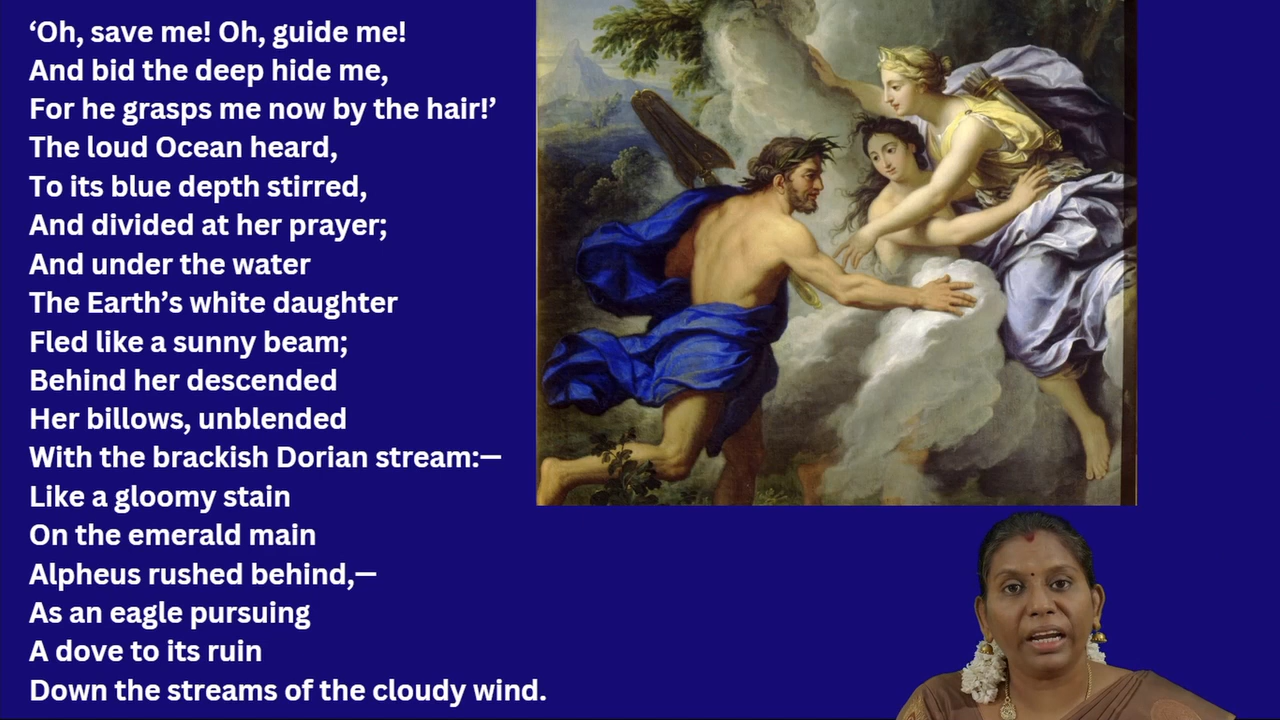 ‘Oh, save me! Oh, guide me!
And bid the deep hide me,
For he grasps me now by the hair!’
The loud Ocean heard,
To its blue depth stirred,
And divided at her prayer;
And under the water
The Earth’s white daughter
Fled like a sunny beam;
Behind her descended
Her billows, unblended
With the brackish Dorian stream:—
Like a gloomy stain
On the emerald main
Alpheus rushed behind,—
As an eagle pursuing
A dove to its ruin
Down the streams of the cloudy wind.